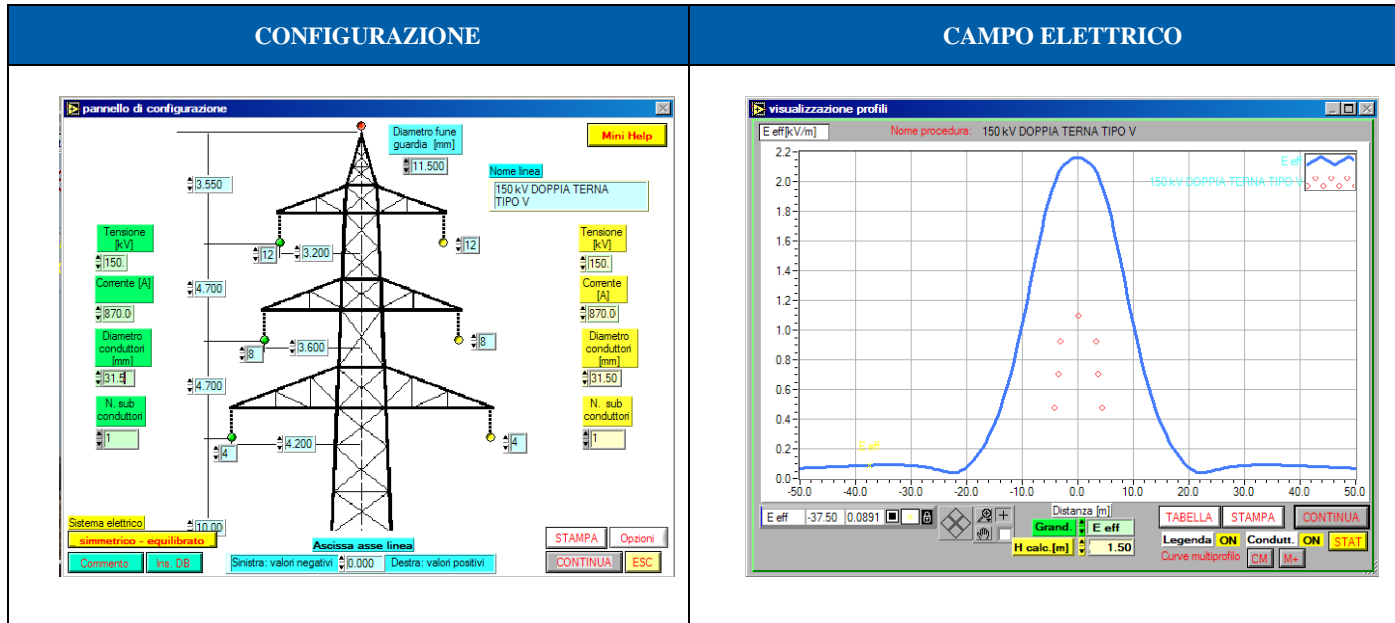 CONFIGURAZIONE
CAMPO ELETTRICO
pannello di configurazione
Diametro fune
guardia [mm]
11.500
Mini Help
Nome linea
150 kV DOPPIA TERNA
TIPO V
3.550
Tensione
[kV]
150.
12
3.200
12
Tensione
[kV]
150.
Corrente [A]
870.0
4.700
Corrente
[A]
870.0
Diametro
conduttori
[mm]
31.5
8
3.600
8
Diametro
conduttori
[mm]
31.50
4.700
N. sub
conduttori
1
4
4.200
4
N. sub
conduttori
1
Sistema elettrico
simmetrico - equilibrato
10.00
Ascissa asse linea
Sinistra: valori negativi
0.000
Destra: valori positivi
Commento
Ins. DB
STAMPA
Opzioni
CONTINUA
ESC
visualizzazione profili
E eff[kV/m]
Nome procedura:
150 kV DOPPIA TERNA TIPO V
E eff
150 kV DOPPIA TERNA TIPO V
2.2
2.0
1.8
1.6
1.4
1.2
1.0
0.8
0.6
0.4
0.2
0.0
E eff
-50.0 -40.0 -30.0 -20.0 -10.0 0.0 10.0 20.0 30.0 40.0 50.0
E eff
-37.50
0.0891
Distanza [m]
Grand.
E eff
H calc.[m]
1.50
TABELLA
STAMPA
CONTINUA
Legenda
ON
Condutt.
ON
STAT
Curve multiprofilo
CM
M+